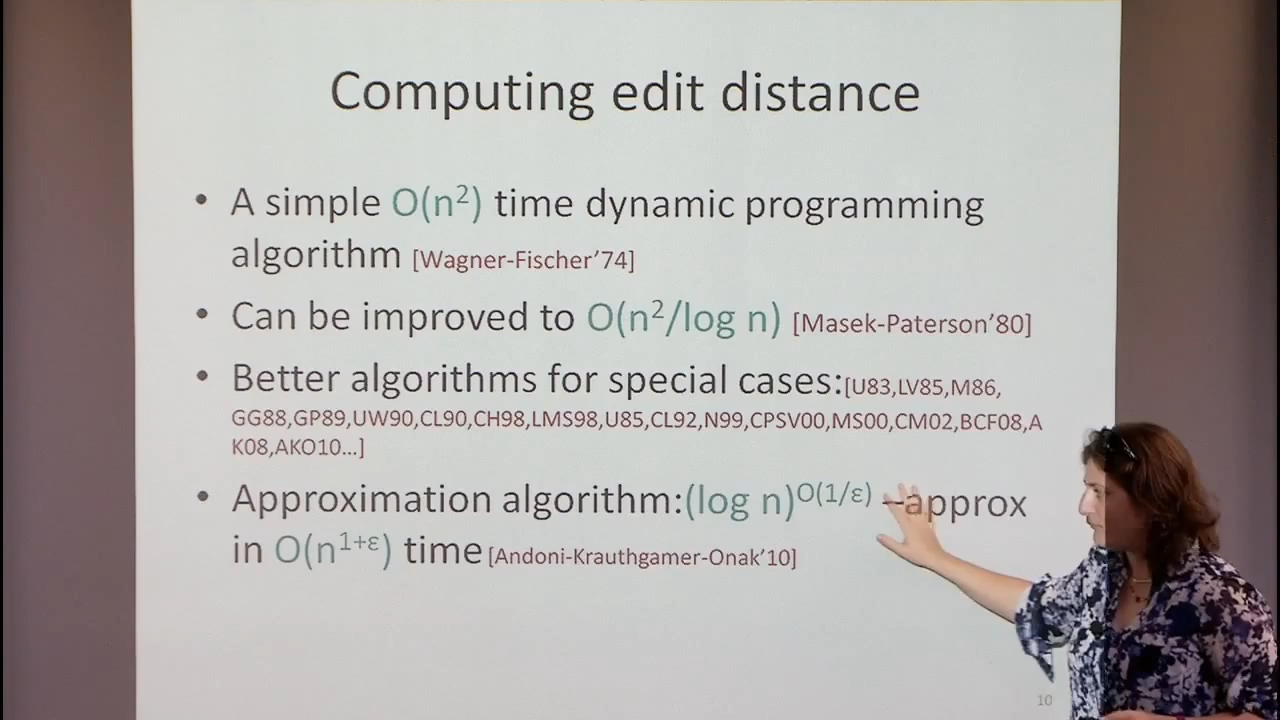 Computing edit distance
• A simple O(n²) time dynamic programming
algorithm [Wagner-Fischer’74]
• Can be improved to O(n²/log n) [Masek-Paterson’80]
• Better algorithms for special cases:[U83,LV85,M86,
GG88,GP89,UW90,CL90,CH98,LMS98,U85,CL92,N99,CPSV00,MS00,CM02,BCF08,A
K08,AKO10...]
• Approximation algorithm:(log n)^O(1/ε) –approx
in O(n^1+ε) time [Andoni-Krauthgamer-Onak’10]
10